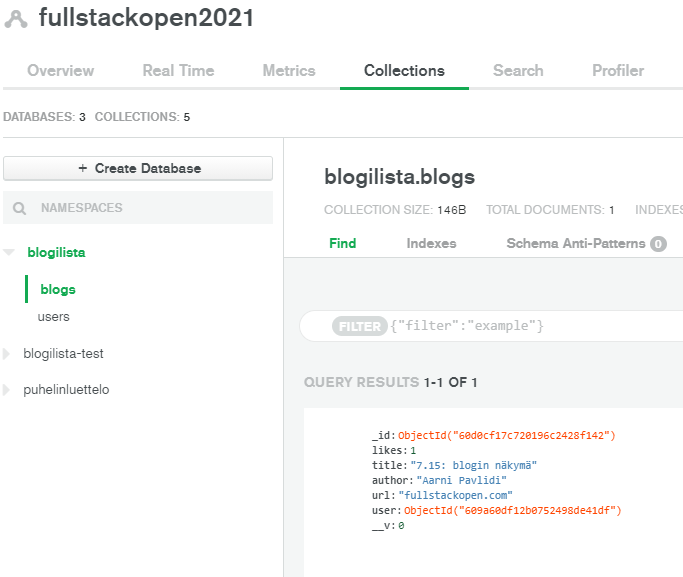 fullstackopen2021
Overview Real Time Metrics Collections Search Profiler
DATABASES: 3 COLLECTIONS: 5
+ Create Database
NAMESPACES
blogilista
blogs
users
blogilista-test
puhelinluettelo
blogilista.blogs
COLLECTION SIZE: 146B TOTAL DOCUMENTS: 1 INDEXES
Find Indexes Schema Anti-Patterns 0
FILTER {"filter":"example"}
QUERY RESULTS 1-1 OF 1
_id: ObjectId("60d0cf17c720196c2428f142")
likes: 1
title: "7.15: blogin näkymä"
author: "Aarni Pavlidi"
url: "fullstackopen.com"
user: ObjectId("609a60df12b0752498de41df")
__v: 0